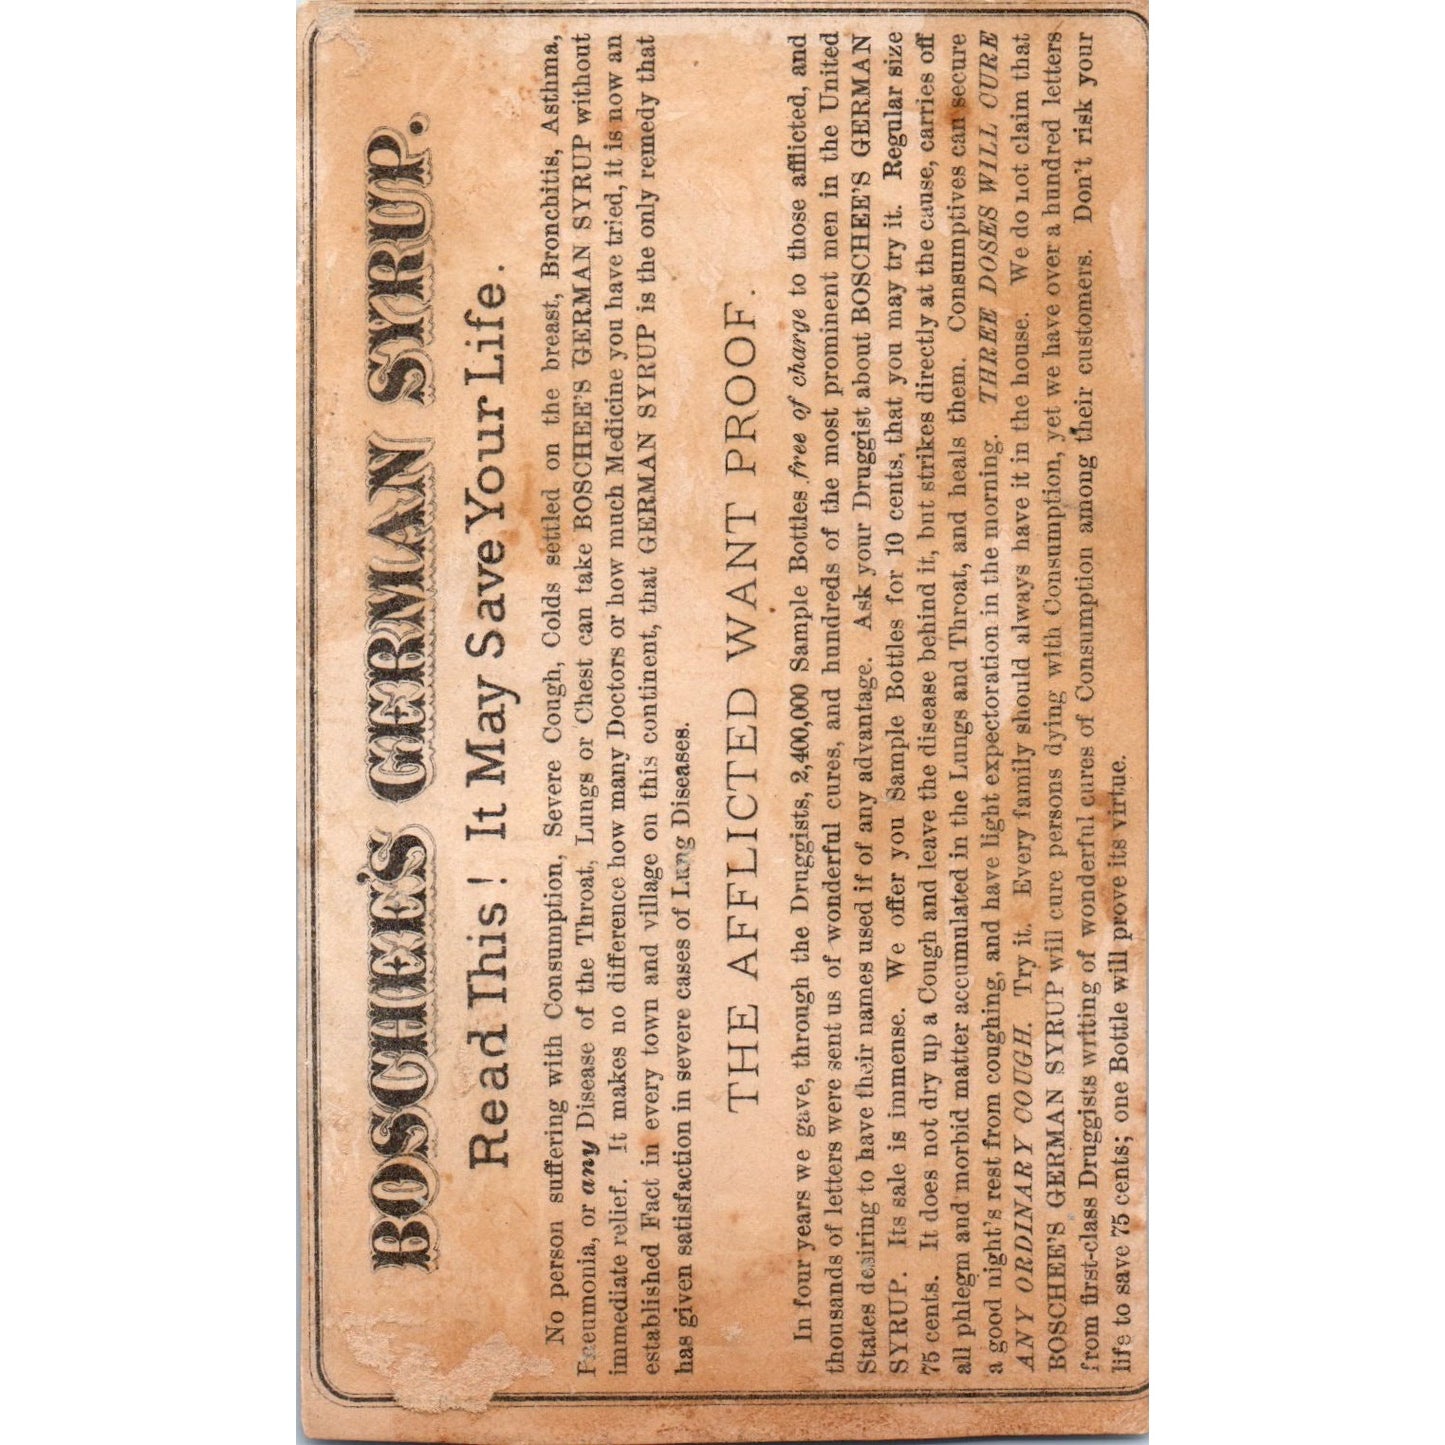 BOSCHEE'S GERMAN SYRUP.
Read This! It May Save Your Life.
No person suffering with Consumption, Severe Cough, Colds settled on the breast, Bronchitis, Asthma,
Pneumonia, or any Disease of the Throat, Lungs or Chest can take BOSCHEE'S GERMAN SYRUP without
immediate relief. It makes no difference how many Doctors or how much Medicine you have tried, it is now an
established Fact in every town and village on this continent, that GERMAN SYRUP is the only remedy that
has given satisfaction in severe cases of Lung Diseases.
THE AFFLICTED WANT PROOF.
In four years we gave, through the Druggists, 2,400,000 Sample Bottles free of charge to those afflicted, and
thousands of letters were sent us of wonderful cures, and hundreds of the most prominent men in the United
States desiring to have their names used if of any advantage. Ask your Druggist about BOSCHEE'S GERMAN
SYRUP. Its sale is immense. We offer you Sample Bottles for 10 cents, that you may try it. Regular size
75 cents. It does not dry up a Cough and leave the disease behind it, but strikes directly at the cause, carries off
all phlegm and morbid matter accumulated in the Lungs and Throat, and heals them. Consumptives can secure
a good night's rest from coughing, and have light expectoration in the morning. THREE DOSES WILL CURE
ANY ORDINARY COUGH. Try it. Every family should always have it in the house. We do not claim that
BOSCHEE'S GERMAN SYRUP will cure persons dying with Consumption, yet we have over a hundred letters
from first-class Druggists writing of wonderful cures of Consumption among their customers. Don't risk your
life to save 75 cents; one Bottle will prove its virtue.